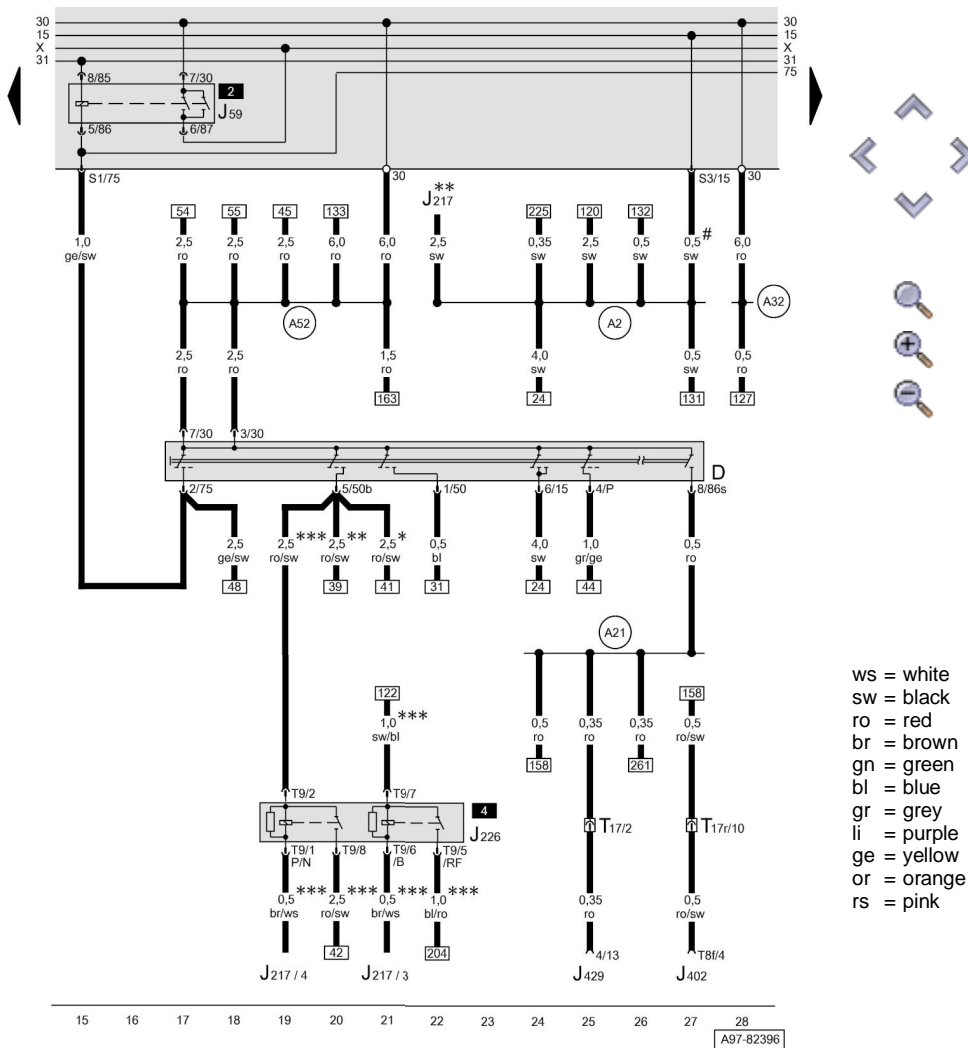 30 30
15 15
X X
31 31
75
8/85 7/30
2
J59
5/86 6/87
S1/75 30 S3/15 30
J217 **
54 55 45 133 225 120 132
1,0 2,5 2,5 2,5 6,0 6,0 2,5 0,35 2,5 0,5 0,5 # 6,0
ge/sw ro ro ro ro ro sw sw sw sw sw ro
A52 A2 A32
2,5 2,5 1,5 4,0 0,5 0,5
ro ro ro sw sw ro
163 24 131 127
7/30 3/30
D
2/75 5/50b 1/50 6/15 4/P 8/86s
2,5 2,5 *** 2,5 ** 2,5 * 0,5 4,0 1,0 0,5
ge/sw ro/sw ro/sw ro/sw bl sw gr/ge ro
48 39 41 31 24 44
A21
122 158
1,0 *** 0,5 0,35 0,35 0,5
sw/bl ro ro ro ro/sw
158 261
T9/2 T9/7
4
J226
T17/2 T17r/10
T9/1 T9/8 T9/6 T9/5
P/N /B /RF
0,5 *** 2,5 *** 0,5 *** 1,0 *** 0,35 0,5
br/ws ro/sw br/ws bl/ro ro ro/sw
42 204
4/13 T8f/4
J217 / 4 J217 / 3 J429 J402
ws = white
sw = black
ro = red
br = brown
gn = green
bl = blue
gr = grey
li = purple
ge = yellow
or = orange
rs = pink
15 16 17 18 19 20 21 22 23 24 25 26 27 28
A97-82396